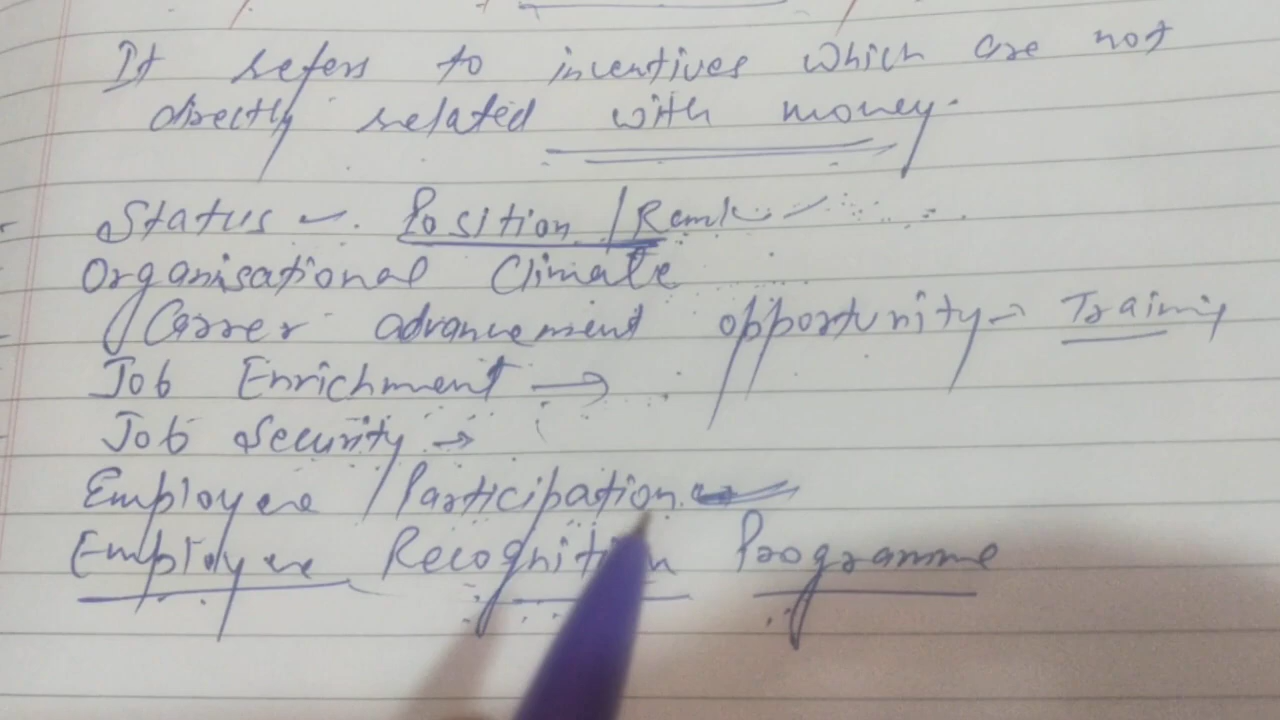 It refers to incentives which are not
directly related with money.
Status - Position / Rank
Organisational Climate
Carrer advancement opportunity → Training
Job Enrichment →
Job Security →
Employee Participation
Employee Recognition Programme